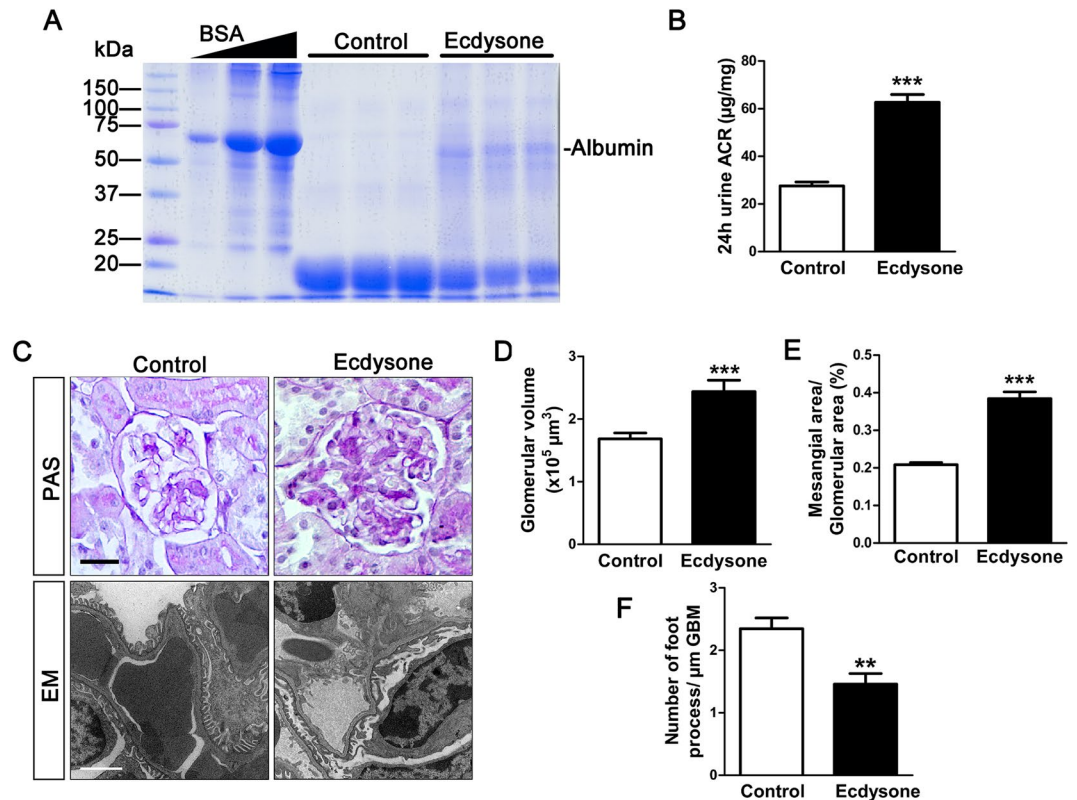 A
BSA
Control
Ecdysone
kDa
150
100
75
50
37
25
20
-Albumin
B
24h urine ACR (µg/mg)
80
60
40
20
0
***
Control
Ecdysone
C
Control
Ecdysone
PAS
EM
D
Glomerular volume
(x10⁵ µm³)
3
2
1
0
***
Control
Ecdysone
E
Mesangial area/
Glomerular area (%)
0.5
0.4
0.3
0.2
0.1
0.0
***
Control
Ecdysone
F
Number of foot
process/ µm GBM
3
2
1
0
**
Control
Ecdysone